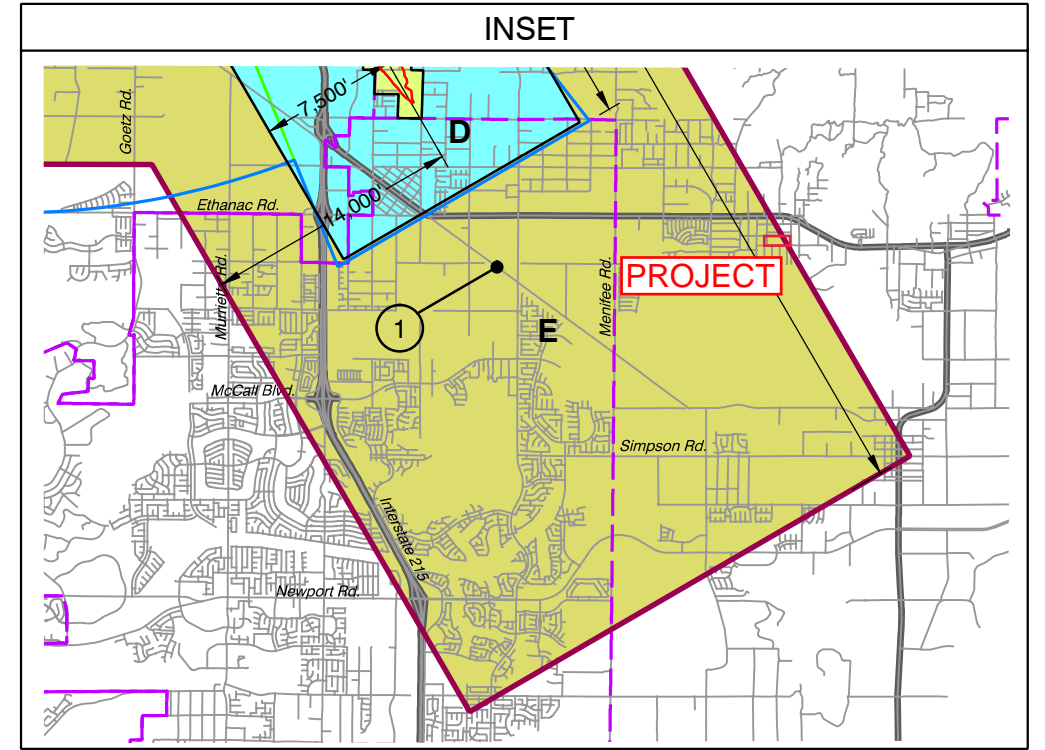 INSET
Goetz Rd.
7,500'
D
Ethanac Rd.
14,000'
Murrieta Rd.
Menifee Rd.
PROJECT
1
E
McCall Blvd.
Simpson Rd.
Interstate 215
Newport Rd.